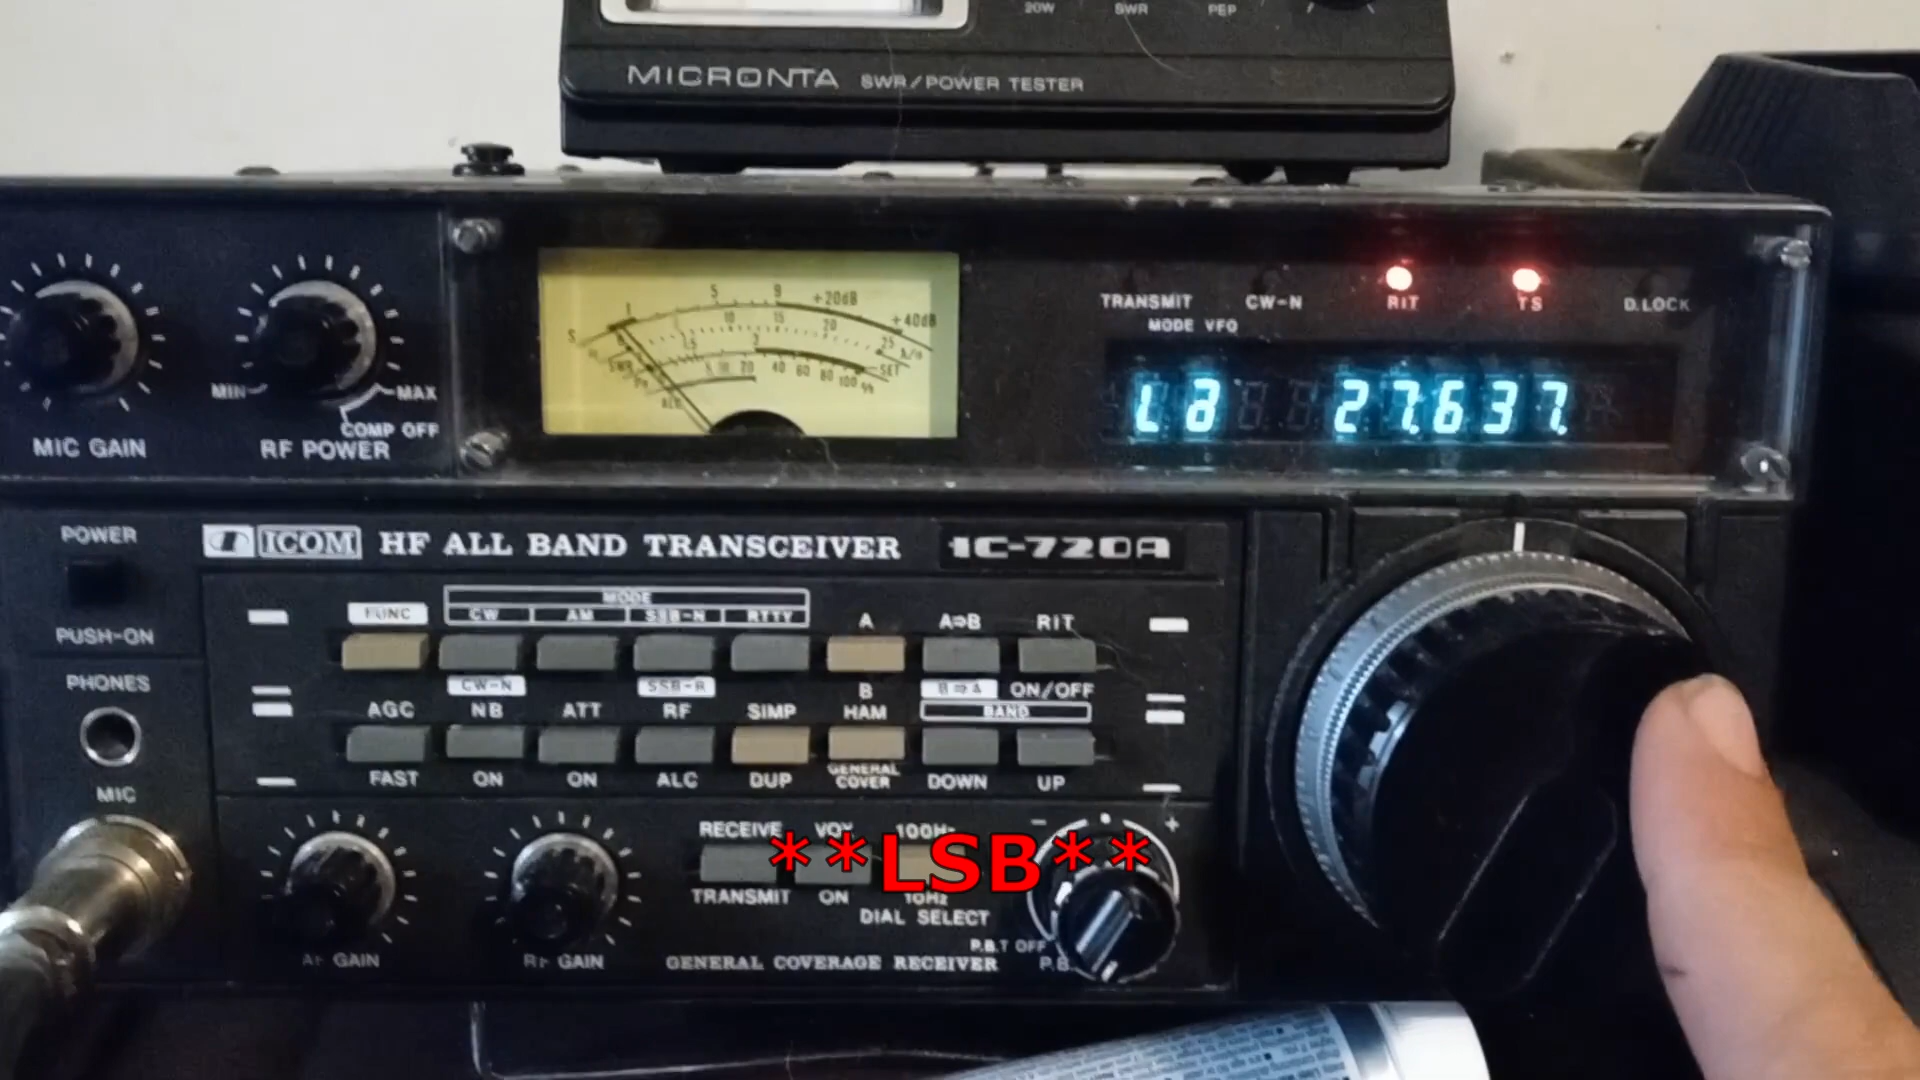 20W SWR PEP
MICRONTA SWR/POWER TESTER
S 1 5 9 +20dB +40dB
10 15 20 25
SWR 1.5 2 SET
Po 20 40 60 80 100 %
ALC
TRANSMIT CW-N RIT TS D.LOCK
MODE VFO
L a 27.637.
MIN MAX
COMP OFF
MIC GAIN RF POWER
POWER
PUSH-ON
ICOM HF ALL BAND TRANSCEIVER IC-720A
MODE
FUNC CW AM SSB-N RTTY A A⇒B RIT
CW-N SSB-R B B⇒A ON/OFF
PHONES
AGC NB ATT RF SIMP HAM BAND
FAST ON ON ALC DUP GENERAL COVER DOWN UP
MIC
RECEIVE VOX 100Hz - +
**LSB**
TRANSMIT ON 10Hz
DIAL SELECT
P.B.T OFF
AF GAIN RF GAIN GENERAL COVERAGE RECEIVER